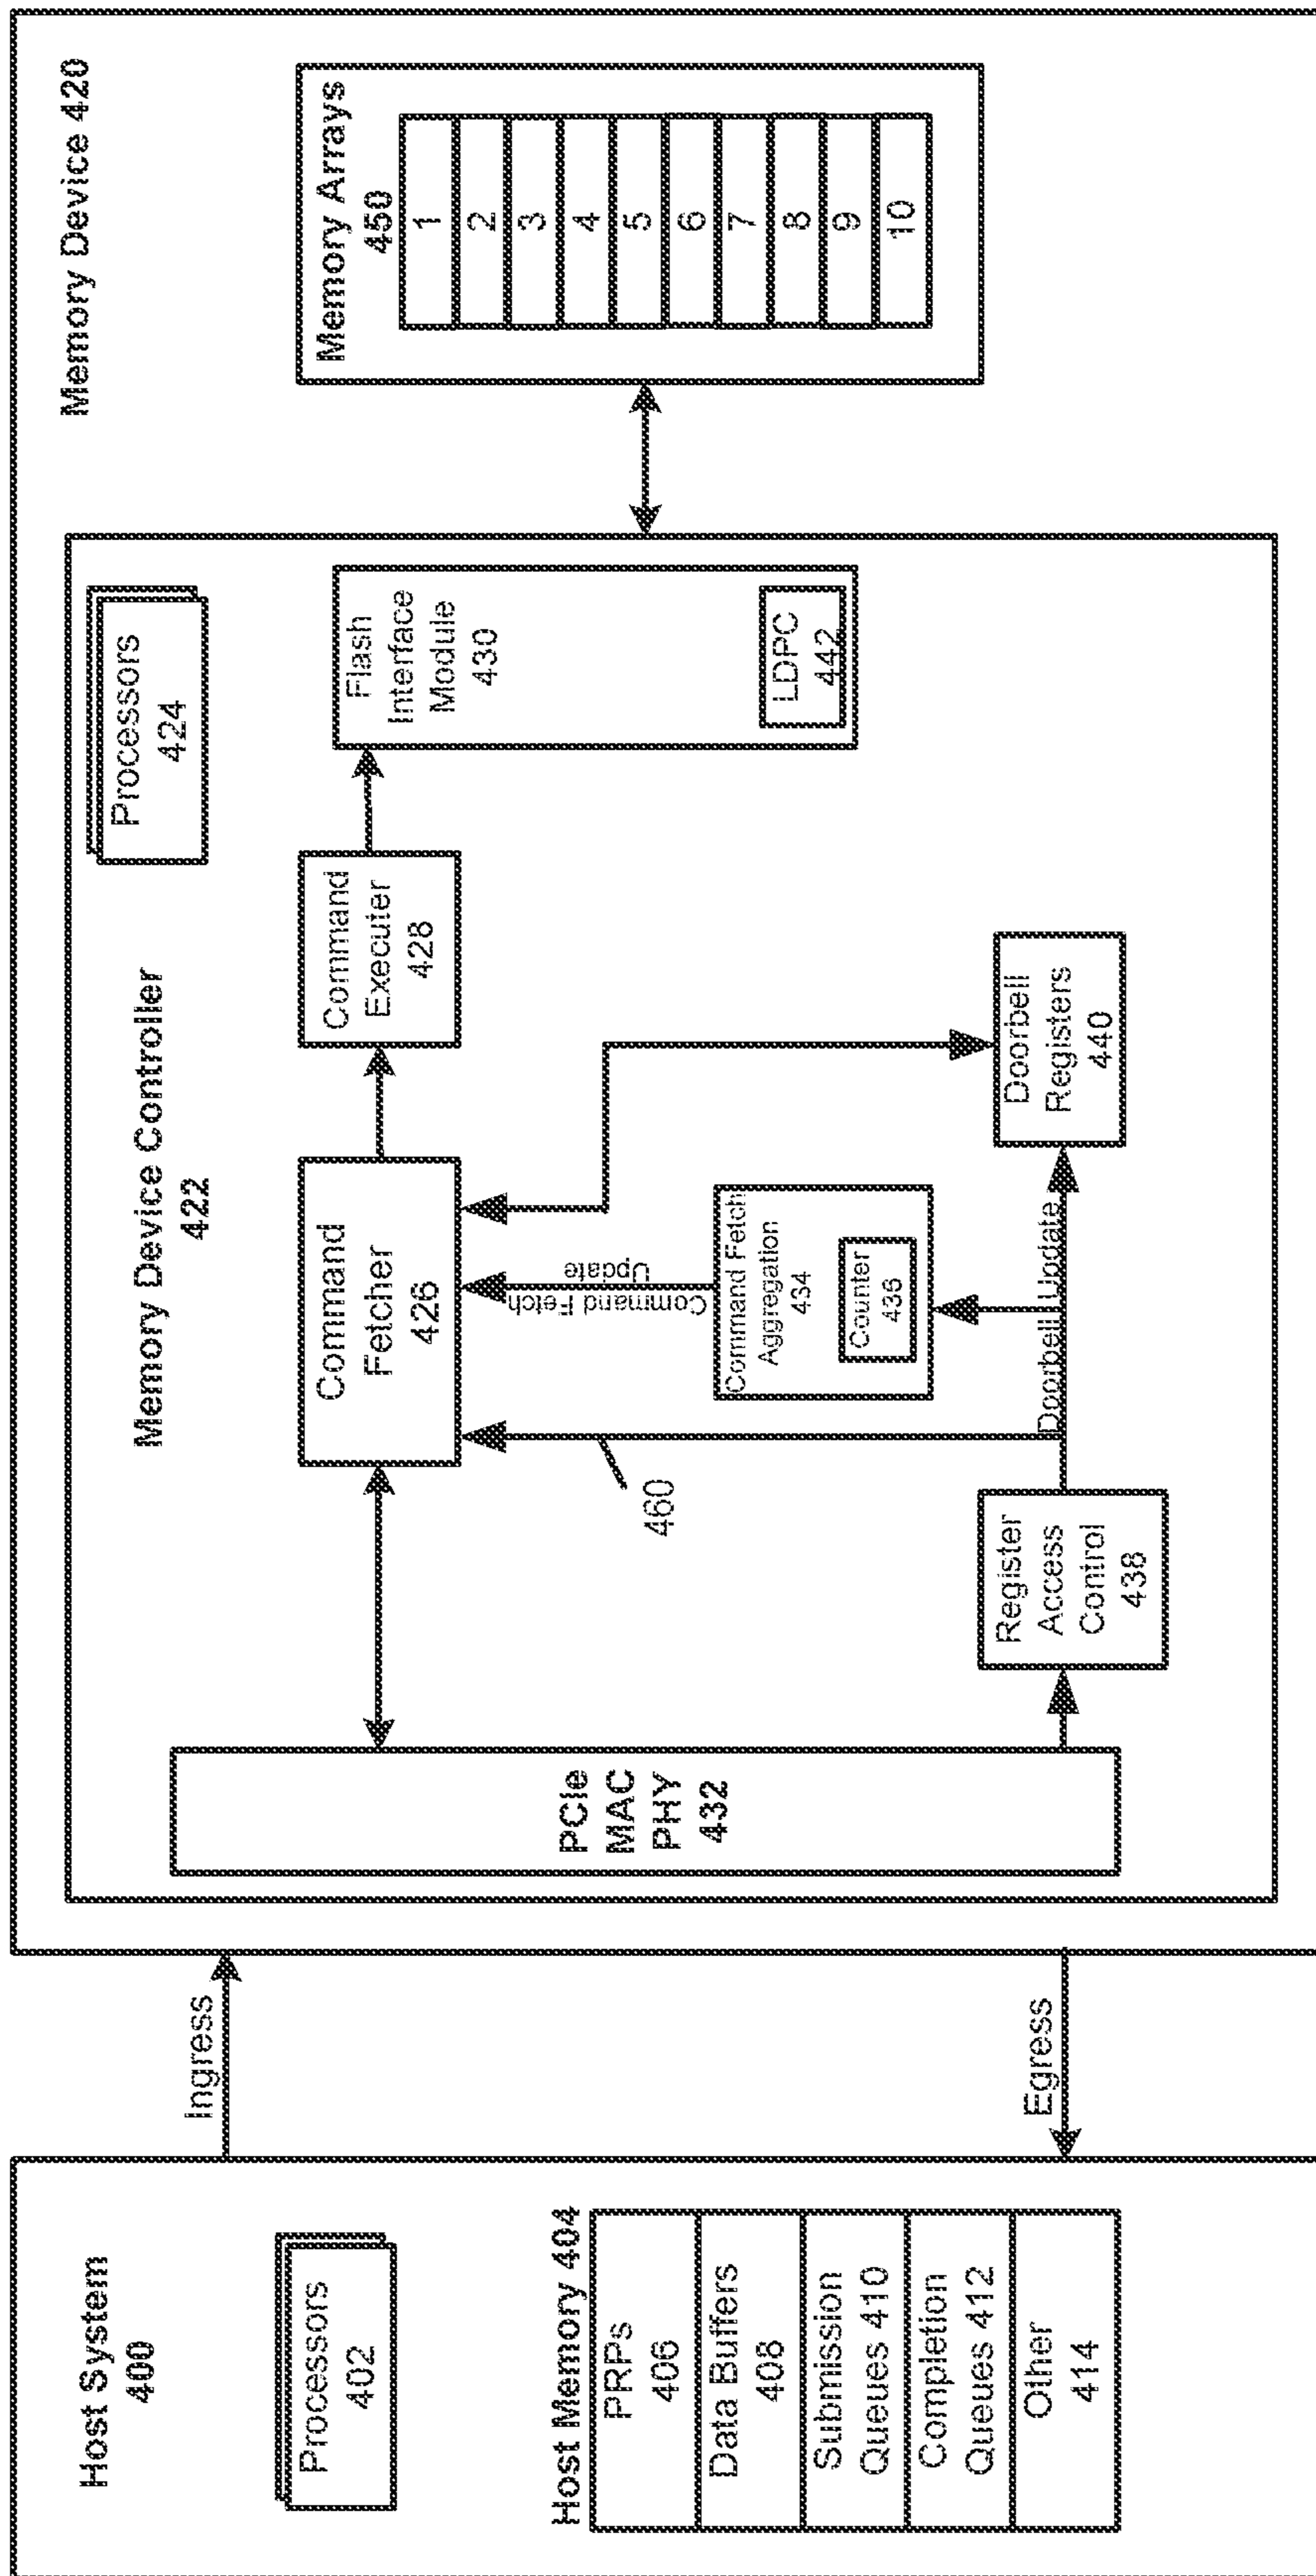 Host System
400
Processors
402
Host Memory 404
PRPs
406
Data Buffers
408
Submission
Queues 410
Completion
Queues 412
Other
414
Ingress
Egress
Memory Device 420
Memory Device Controller
422
Processors
424
PCIe
MAC
PHY
432
Command
Fetcher
426
Command
Executer
428
Flash
Interface
Module
430
LDPC
442
460
Command Fetch
Update
Command Fetch
Aggregation
434
Counter
436
Register
Access
Control
438
Doorbell Update
Doorbell
Registers
440
Memory Arrays
450
1
2
3
4
5
6
7
8
9
10